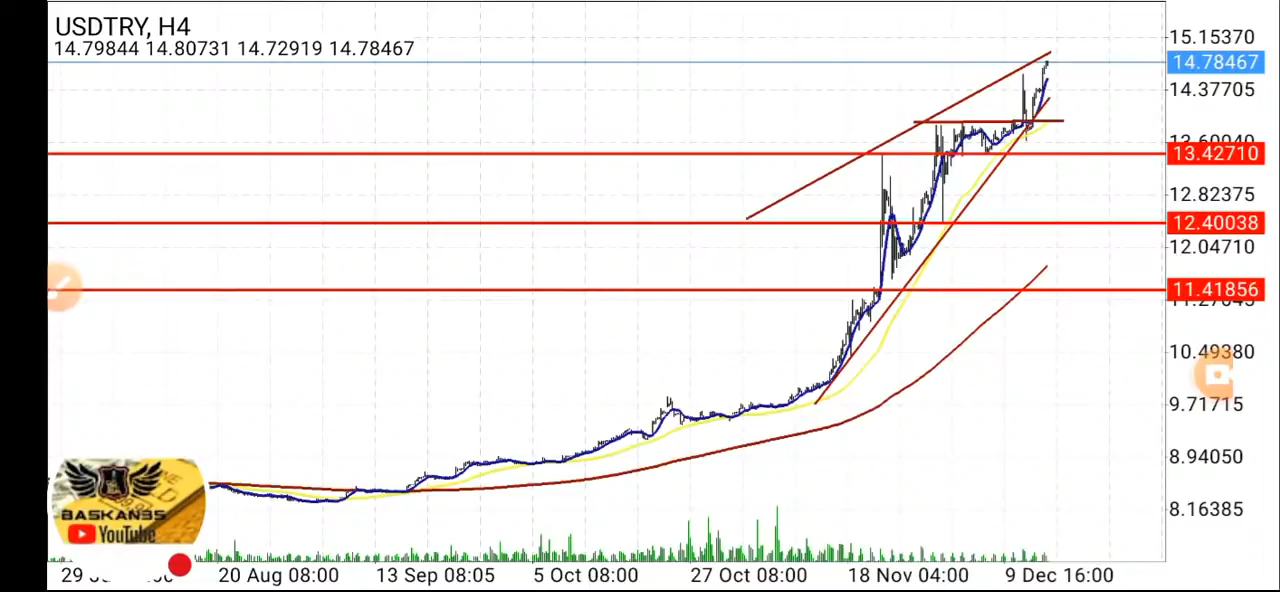 USDTRY, H4
14.79844 14.80731 14.72919 14.78467
15.15370
14.78467
14.37705
13.42710
12.82375
12.40038
12.04710
11.41856
10.49380
9.71715
8.94050
8.16385
BASKAN35
YouTube
29 20 Aug 08:00 13 Sep 08:05 5 Oct 08:00 27 Oct 08:00 18 Nov 04:00 9 Dec 16:00